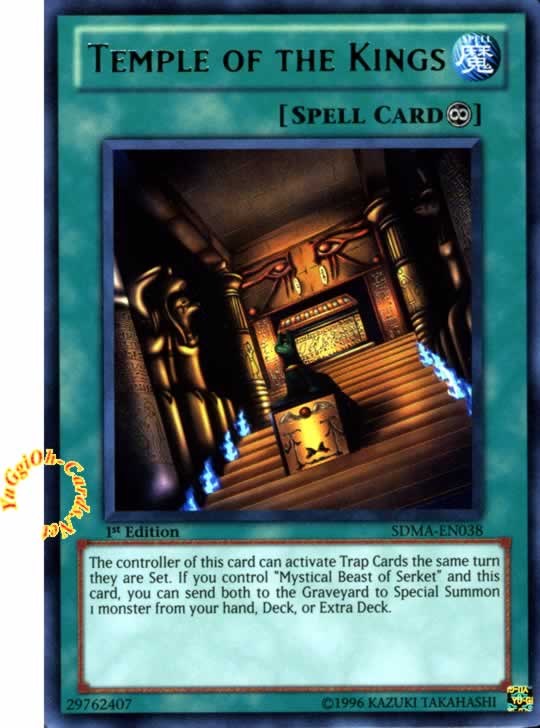 TEMPLE OF THE KINGS 魔
[SPELL CARD∞]
YuGgiOh-Cards.Net
1st Edition SDMA-EN038
The controller of this card can activate Trap Cards the same turn
they are Set. If you control "Mystical Beast of Serket" and this
card, you can send both to the Graveyard to Special Summon
1 monster from your hand, Deck, or Extra Deck.
29762407 ©1996 KAZUKI TAKAHASHI